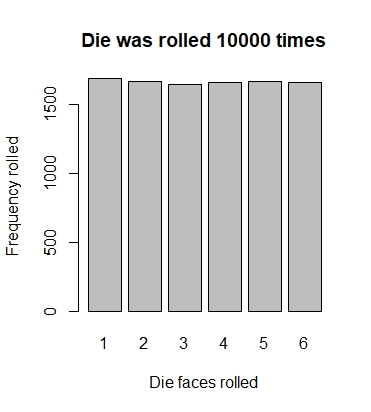 Die was rolled 10000 times
Frequency rolled
1500
1000
500
0
1 2 3 4 5 6
Die faces rolled